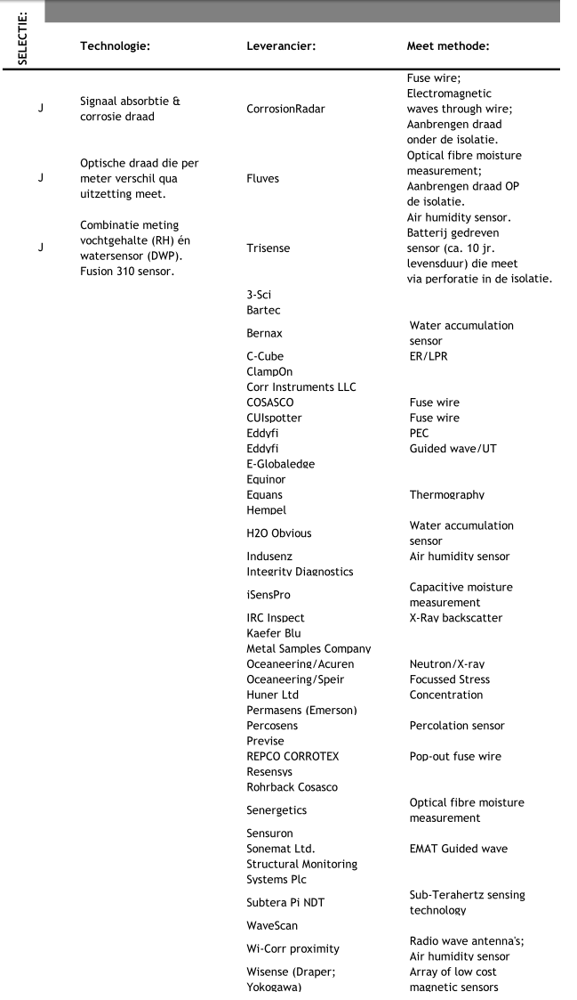 SELECTIE:
Technologie: Leverancier: Meet methode:
Fuse wire;
Electromagnetic
Signaal absorbtie & waves through wire;
J CorrosionRadar
corrosie draad Aanbrengen draad
onder de isolatie.
Optical fibre moisture
Optische draad die per measurement;
J meter verschil qua Fluves Aanbrengen draad OP
uitzetting meet. de isolatie.
Air humidity sensor.
Combinatie meting Batterij gedreven
vochtgehalte (RH) én sensor (ca. 10 jr.
J Trisense
watersensor (DWP). levensduur) die meet
Fusion 310 sensor. via perforatie in de isolatie.
3-Sci
Bartec
Bernax Water accumulation
sensor
C-Cube ER/LPR
ClampOn
Corr Instruments LLC
COSASCO Fuse wire
CUIspotter Fuse wire
Eddyfi PEC
Eddyfi Guided wave/UT
E-Globaledge
Equinor
Equans Thermography
Hempel
H2O Obvious Water accumulation
sensor
Indusenz Air humidity sensor
Integrity Diagnostics
iSensPro Capacitive moisture
measurement
IRC Inspect X-Ray backscatter
Kaefer Blu
Metal Samples Company
Oceaneering/Acuren Neutron/X-ray
Oceaneering/Speir Focussed Stress
Huner Ltd Concentration
Permasens (Emerson)
Percosens Percolation sensor
Previse
REPCO CORROTEX Pop-out fuse wire
Resensys
Rohrback Cosasco
Senergetics Optical fibre moisture
measurement
Sensuron
Sonemat Ltd. EMAT Guided wave
Structural Monitoring
Systems Plc
Subtera Pi NDT Sub-Terahertz sensing
technology
WaveScan
Wi-Corr proximity Radio wave antenna's;
Air humidity sensor
Wisense (Draper; Array of low cost
Yokogawa) magnetic sensors